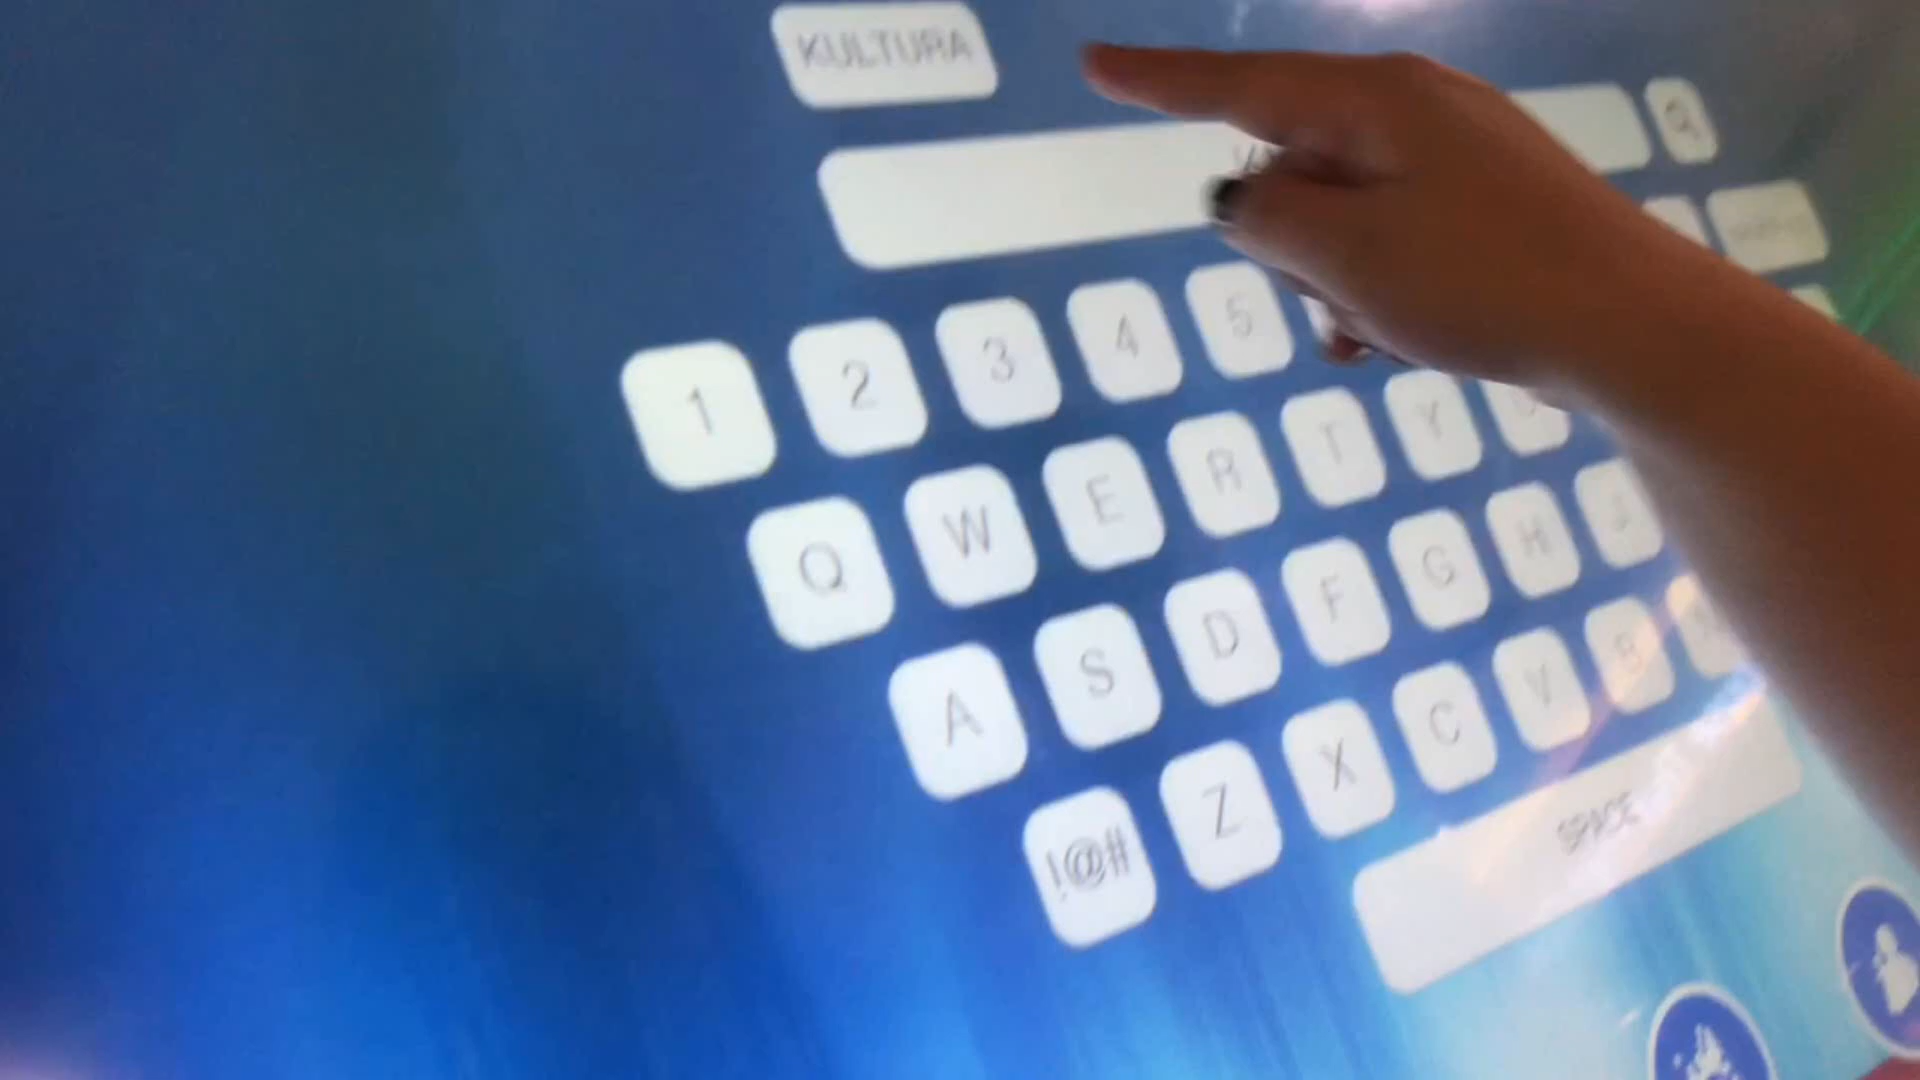 KULTURA
1 2 3 4 5
Q W E R T Y
A S D F G H J
!@# Z X C V B
SPACE